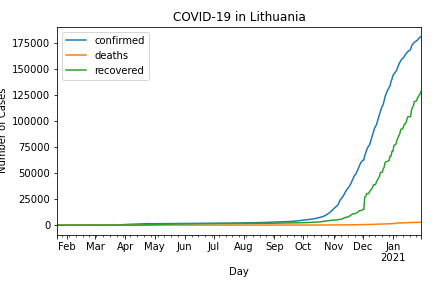 COVID-19 in Lithuania
confirmed
deaths
recovered
175000
150000
125000
100000
75000
50000
25000
0
Number of Cases
Feb Mar Apr May Jun Jul Aug Sep Oct Nov Dec Jan
2021
Day